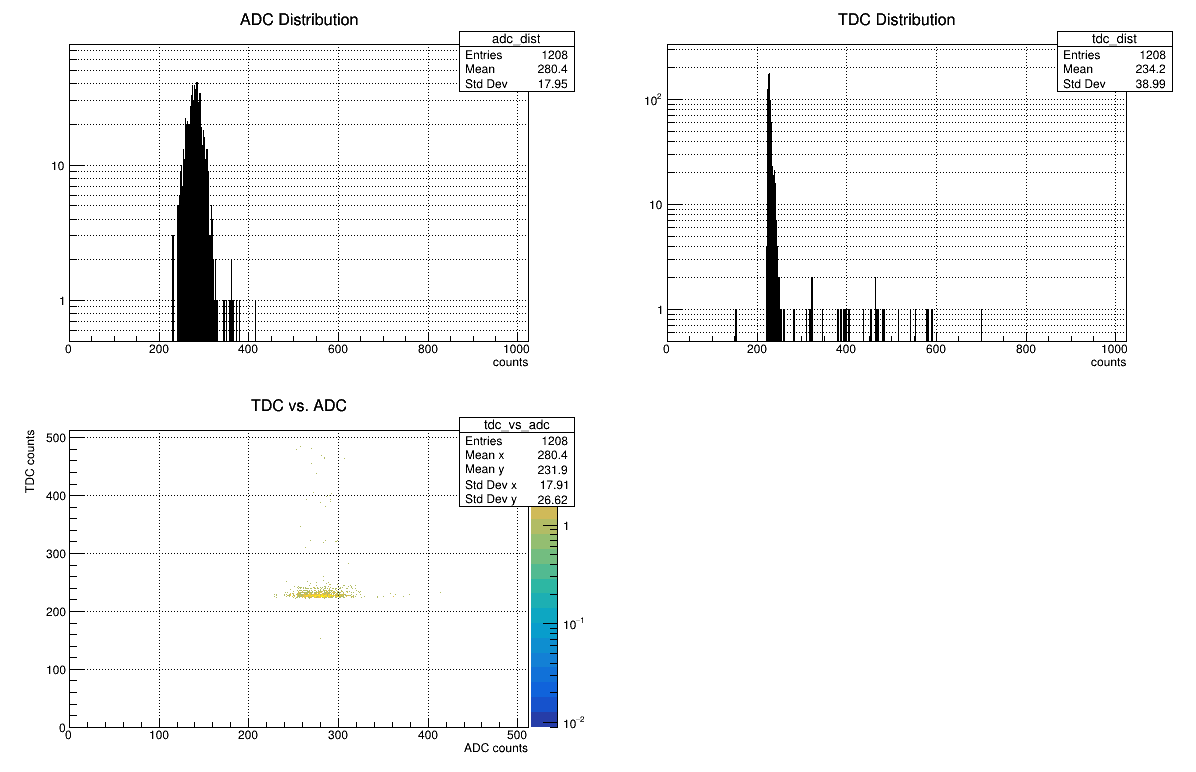 ADC Distribution
adc_dist
Entries 1208
Mean 280.4
Std Dev 17.95
10
1
0 200 400 600 800 1000
counts
TDC Distribution
tdc_dist
Entries 1208
Mean 234.2
Std Dev 38.99
10²
10
1
0 200 400 600 800 1000
counts
TDC vs. ADC
tdc_vs_adc
Entries 1208
Mean x 280.4
Mean y 231.9
Std Dev x 17.91
Std Dev y 26.62
TDC counts
500
400
300
200
100
0
0 100 200 300 400 500
ADC counts
1
10⁻¹
10⁻²